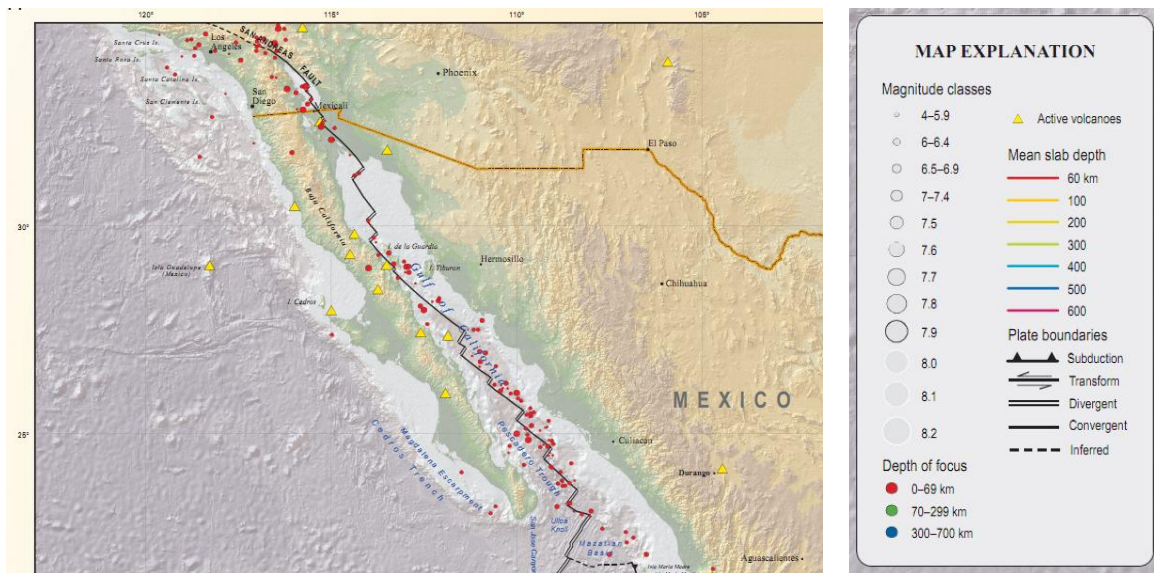 120°
115°
110°
105°
Santa Cruz Is.
Los Angeles
SAN ANDREAS FAULT
Santa Rosa Is.
Santa Catalina Is.
San Clemente Is.
San Diego
Mexicali
Phoenix
El Paso
Baja California
30°
I. de la Guardia
I. Tiburon
Hermosillo
Isla Guadalupe
(Mexico)
I. Cedros
Chihuahua
Gulf of California
MEXICO
25°
Culiacan
Magdalena Escarpment
Cedros Trench
Pescadero Trough
Durango
Ulloa
Knoll
Mazatlan
Basin
Aguascalientes
MAP EXPLANATION
Magnitude classes
4–5.9
6–6.4
6.5–6.9
7–7.4
7.5
7.6
7.7
7.8
7.9
8.0
8.1
8.2
Depth of focus
0–69 km
70–299 km
300–700 km
Active volcanoes
Mean slab depth
60 km
100
200
300
400
500
600
Plate boundaries
Subduction
Transform
Divergent
Convergent
Inferred